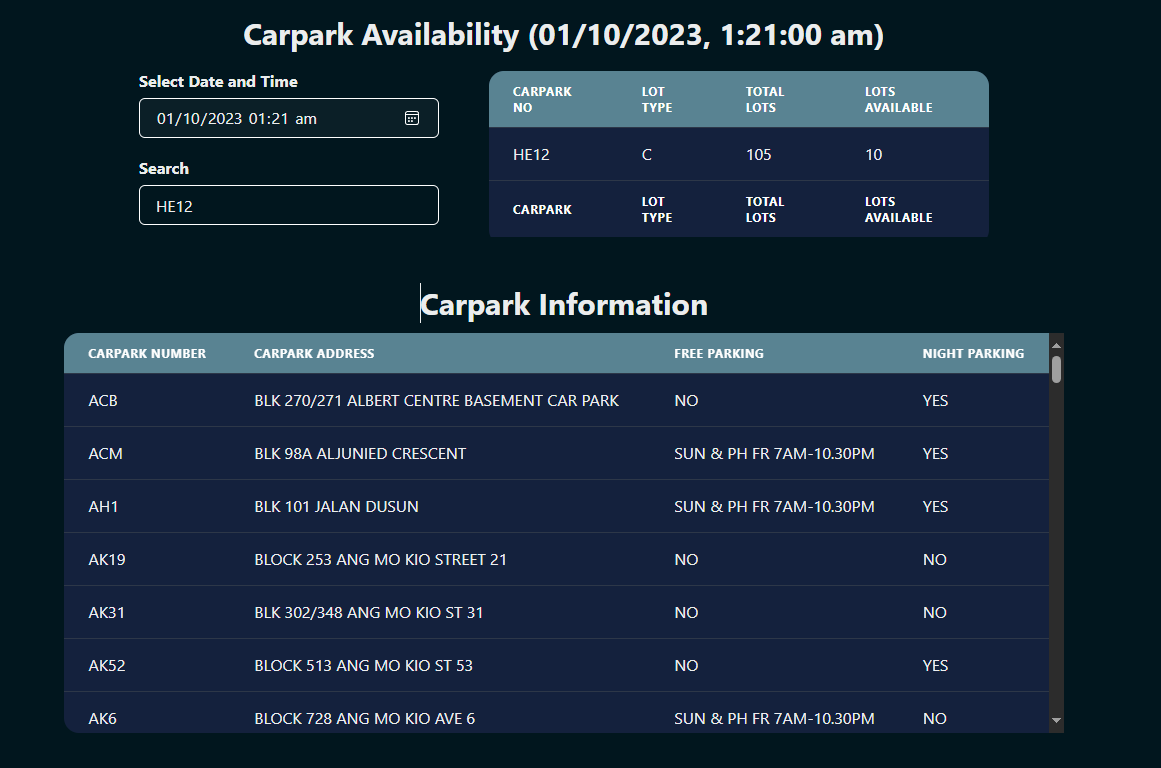 Carpark Availability (01/10/2023, 1:21:00 am)
Select Date and Time
01/10/2023 01:21 am
Search
HE12
CARPARK NO LOT TYPE TOTAL LOTS LOTS AVAILABLE
HE12 C 105 10
CARPARK LOT TYPE TOTAL LOTS LOTS AVAILABLE
Carpark Information
CARPARK NUMBER CARPARK ADDRESS FREE PARKING NIGHT PARKING
ACB BLK 270/271 ALBERT CENTRE BASEMENT CAR PARK NO YES
ACM BLK 98A ALJUNIED CRESCENT SUN & PH FR 7AM-10.30PM YES
AH1 BLK 101 JALAN DUSUN SUN & PH FR 7AM-10.30PM YES
AK19 BLOCK 253 ANG MO KIO STREET 21 NO NO
AK31 BLK 302/348 ANG MO KIO ST 31 NO NO
AK52 BLOCK 513 ANG MO KIO ST 53 NO YES
AK6 BLOCK 728 ANG MO KIO AVE 6 SUN & PH FR 7AM-10.30PM NO